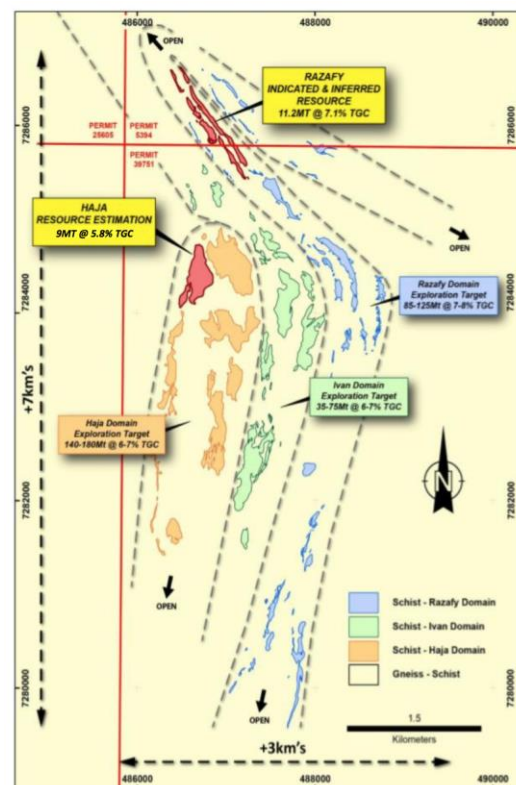 486000
488000
490000
OPEN
RAZAFY
INDICATED & INFERRED
RESOURCE
11.2MT @ 7.1% TGC
7286000
7286000
PERMIT
25605
PERMIT
5394
PERMIT
39751
HAJA
RESOURCE ESTIMATION
9MT @ 5.8% TGC
OPEN
7284000
7284000
Razafy Domain
Exploration Target
85-125Mt @ 7-8% TGC
+7km's
Ivan Domain
Exploration Target
35-75Mt @ 6-7% TGC
Haja Domain
Exploration Target
140-180Mt @ 6-7% TGC
N
7282000
7282000
OPEN
Schist - Razafy Domain
Schist - Ivan Domain
Schist - Haja Domain
Gneiss - Schist
7280000
7280000
OPEN
1.5
Kilometers
+3km's
486000
488000
490000